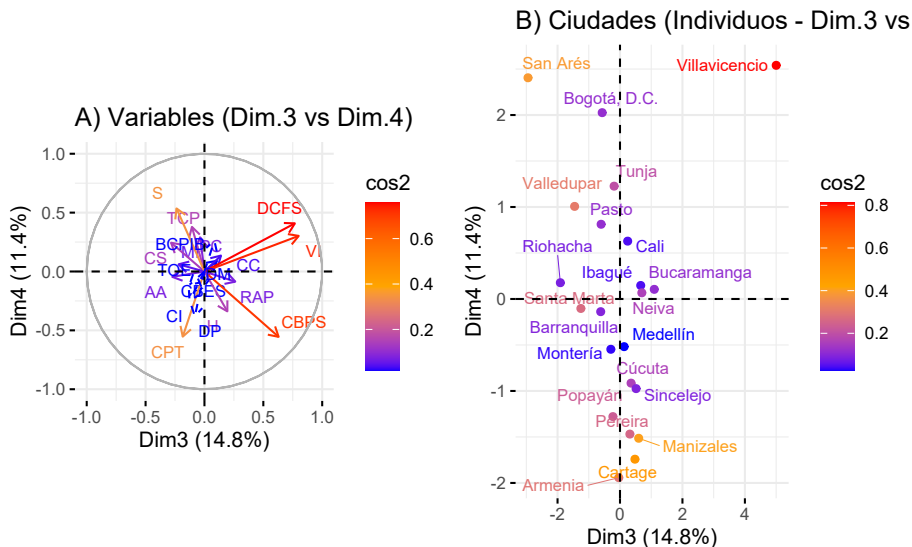 A) Variables (Dim.3 vs Dim.4)
1.0
0.5
0.0
-0.5
-1.0
Dim4 (11.4%)
-1.0
-0.5
0.0
0.5
1.0
Dim3 (14.8%)
S
TCP
DCFS
VI
BCPIB
PC
CS
CC
AA
RAP
CI
DP
CPT
CBPS
cos2
0.6
0.4
0.2
B) Ciudades (Individuos - Dim.3 vs
2
1
0
-1
-2
Dim4 (11.4%)
-2
0
2
4
Dim3 (14.8%)
San Arés
Villavicencio
Bogotá, D.C.
Tunja
Valledupar
Pasto
Riohacha
Cali
Ibagué
Bucaramanga
Santa Marta
Neiva
Barranquilla
Medellín
Montería
Cúcuta
Popayán
Sincelejo
Pereira
Manizales
Cartage
Armenia
cos2
0.8
0.6
0.4
0.2